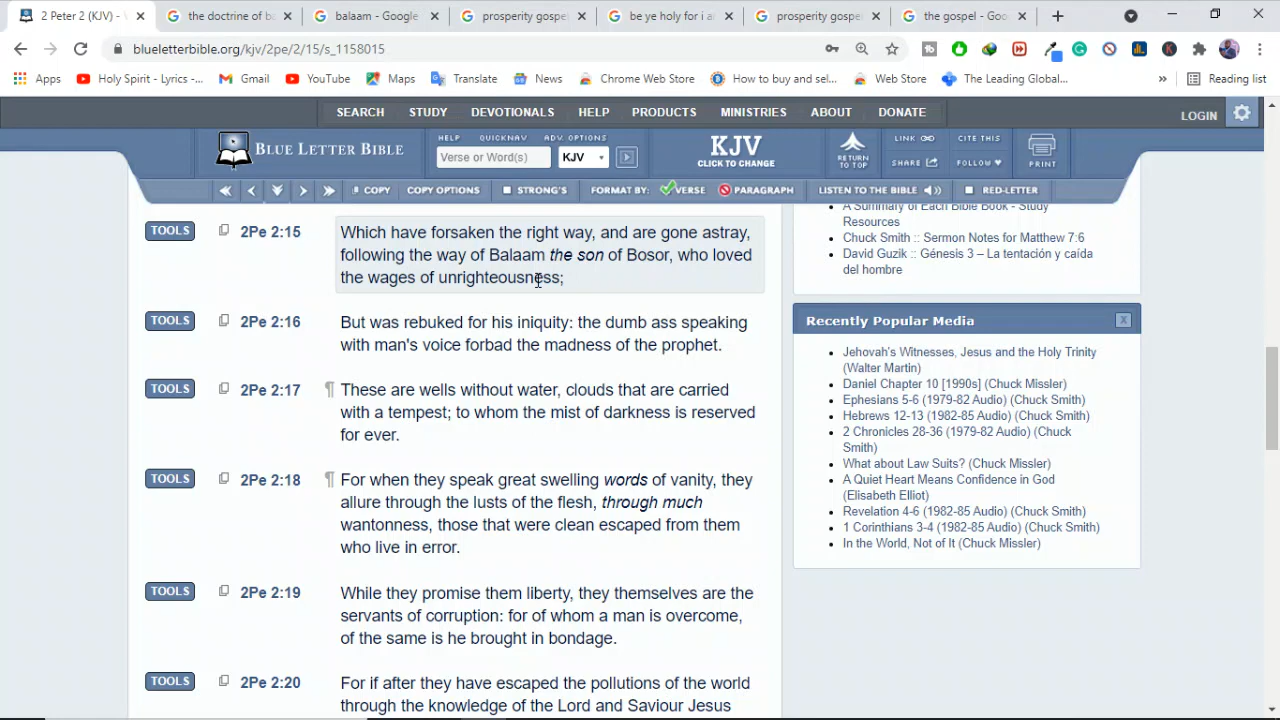 2 Peter 2 (KJV) - Blue
the doctrine of b
balaam - Google
prosperity gospel
be ye holy for i a
prosperity gospe
the gospel - Goo
blueletterbible.org/kjv/2pe/2/15/s_1158015
Apps
Holy Spirit - Lyrics -...
Gmail
YouTube
Maps
Translate
News
Chrome Web Store
How to buy and sel...
Web Store
The Leading Global...
»
Reading list
SEARCH STUDY DEVOTIONALS HELP PRODUCTS MINISTRIES ABOUT DONATE
LOGIN
BLUE LETTER BIBLE
HELP QUICKNAV ADV. OPTIONS
Verse or Word(s)
KJV
KJV
CLICK TO CHANGE
RETURN
TO TOP
LINK
CITE THIS
SHARE
FOLLOW
PRINT
COPY COPY OPTIONS STRONG'S FORMAT BY: VERSE PARAGRAPH LISTEN TO THE BIBLE RED-LETTER
TOOLS 2Pe 2:15 Which have forsaken the right way, and are gone astray,
following the way of Balaam the son of Bosor, who loved
the wages of unrighteousness;
TOOLS 2Pe 2:16 But was rebuked for his iniquity: the dumb ass speaking
with man's voice forbad the madness of the prophet.
TOOLS 2Pe 2:17 ¶ These are wells without water, clouds that are carried
with a tempest; to whom the mist of darkness is reserved
for ever.
TOOLS 2Pe 2:18 ¶ For when they speak great swelling words of vanity, they
allure through the lusts of the flesh, through much
wantonness, those that were clean escaped from them
who live in error.
TOOLS 2Pe 2:19 While they promise them liberty, they themselves are the
servants of corruption: for of whom a man is overcome,
of the same is he brought in bondage.
TOOLS 2Pe 2:20 For if after they have escaped the pollutions of the world
through the knowledge of the Lord and Saviour Jesus
A Summary of Each Bible Book - Study
Resources
Chuck Smith :: Sermon Notes for Matthew 7:6
David Guzik :: Génesis 3 – La tentación y caída
del hombre
Recently Popular Media
X
Jehovah's Witnesses, Jesus and the Holy Trinity
(Walter Martin)
Daniel Chapter 10 [1990s] (Chuck Missler)
Ephesians 5-6 (1979-82 Audio) (Chuck Smith)
Hebrews 12-13 (1982-85 Audio) (Chuck Smith)
2 Chronicles 28-36 (1979-82 Audio) (Chuck
Smith)
What about Law Suits? (Chuck Missler)
A Quiet Heart Means Confidence in God
(Elisabeth Elliot)
Revelation 4-6 (1982-85 Audio) (Chuck Smith)
1 Corinthians 3-4 (1982-85 Audio) (Chuck Smith)
In the World, Not of It (Chuck Missler)